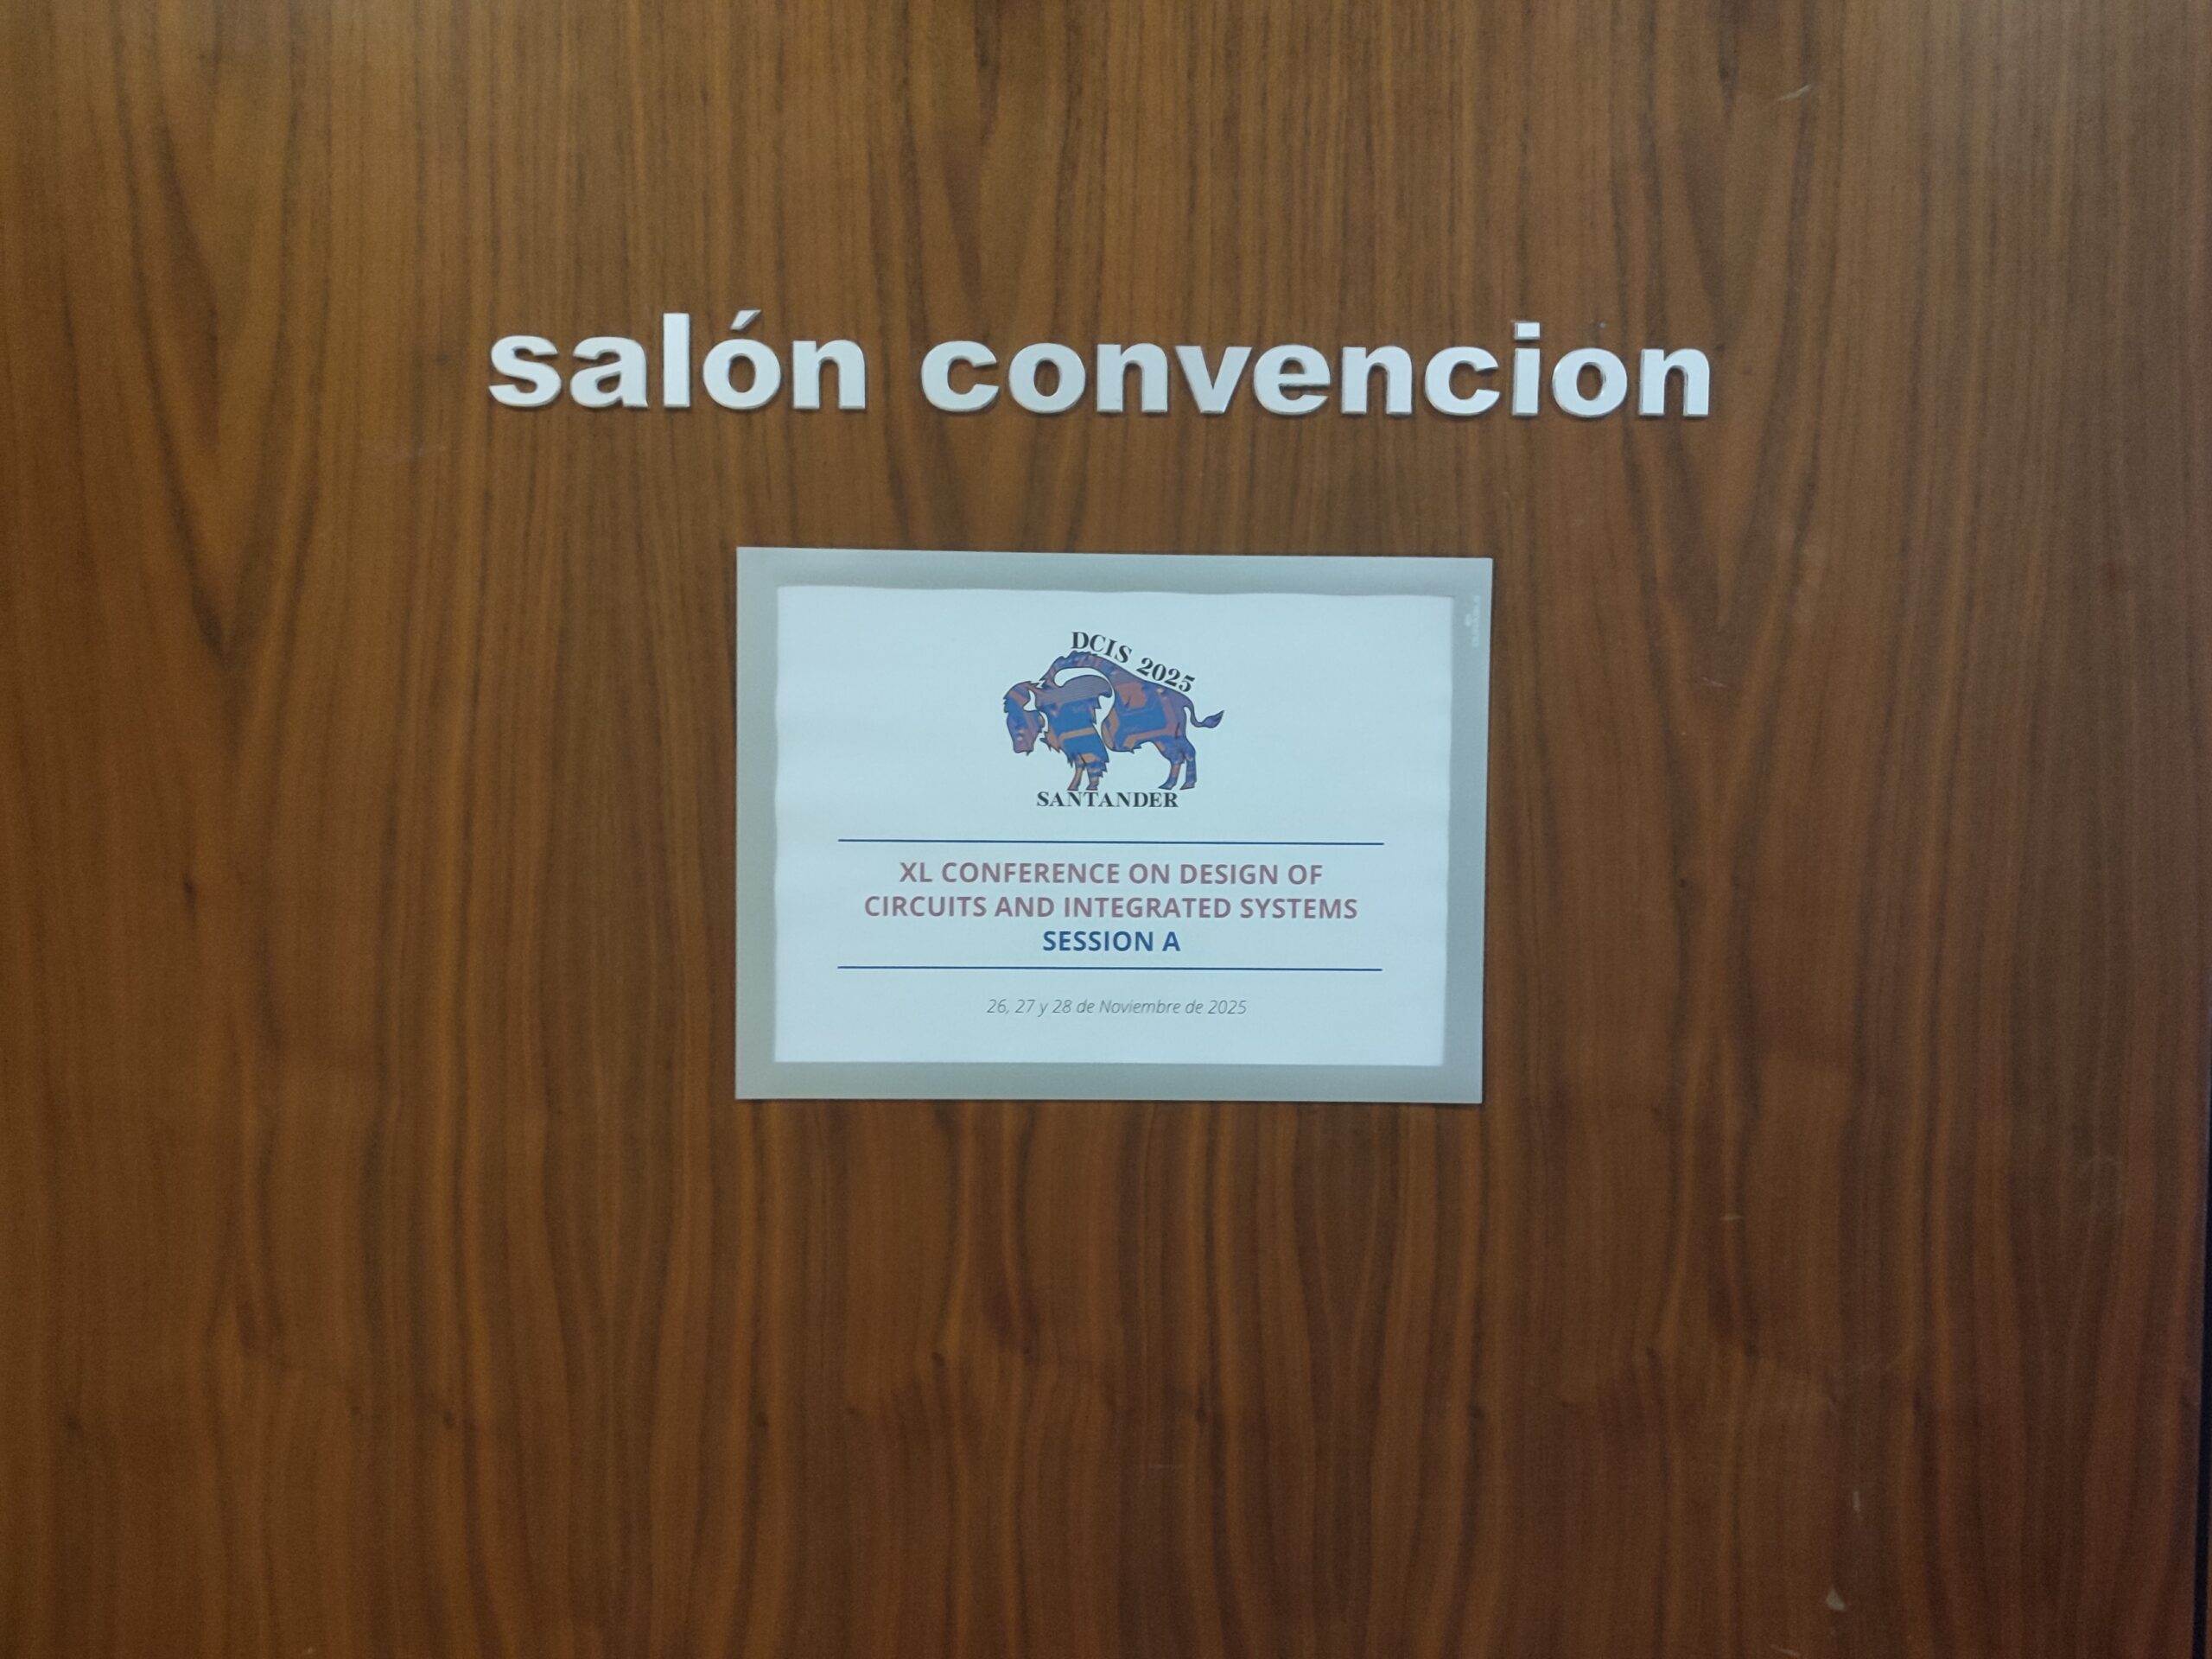 salón convencion
DCIS 2025
SANTANDER
XL CONFERENCE ON DESIGN OF
CIRCUITS AND INTEGRATED SYSTEMS
SESSION A
26, 27 y 28 de Noviembre de 2025